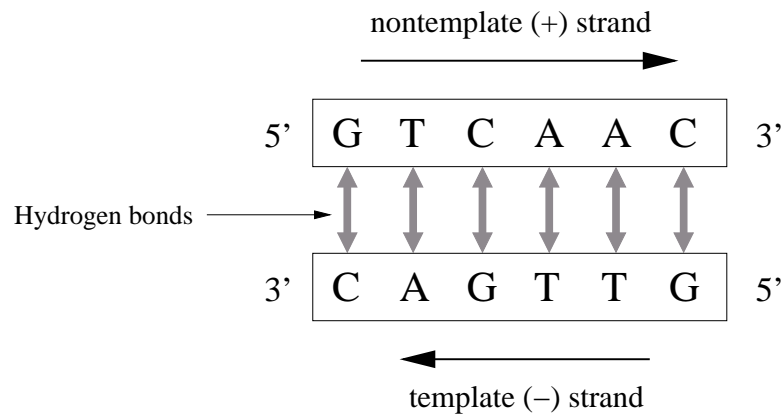 nontemplate (+) strand
5’ G T C A A C 3’
Hydrogen bonds
3’ C A G T T G 5’
template (–) strand